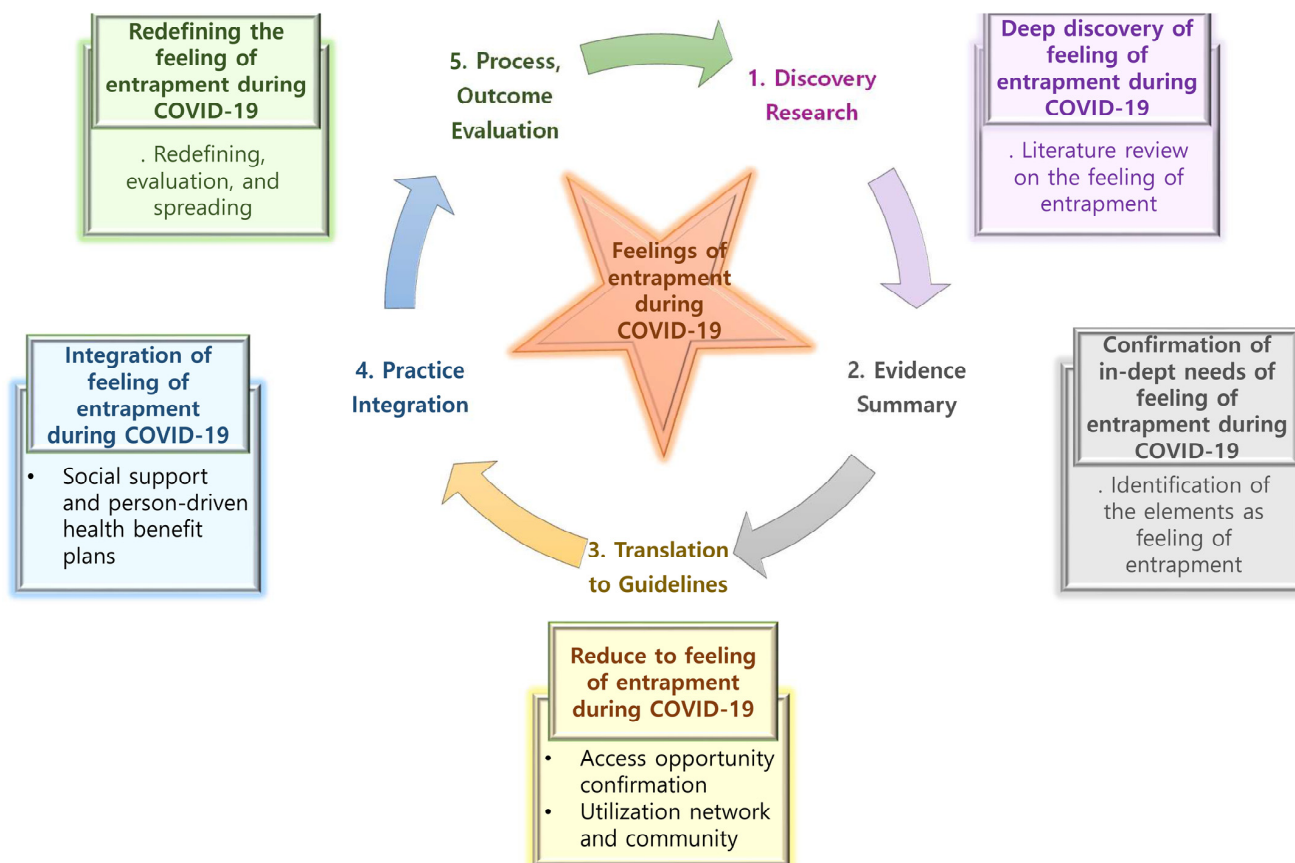 Redefining the
feeling of
entrapment during
COVID-19
. Redefining,
evaluation, and
spreading
5. Process,
Outcome
Evaluation
1. Discovery
Research
Deep discovery of
feeling of
entrapment during
COVID-19
. Literature review
on the feeling of
entrapment
Feelings of
entrapment
during
COVID-19
Integration of
feeling of
entrapment
during COVID-19
• Social support
and person-driven
health benefit
plans
4. Practice
Integration
2. Evidence
Summary
Confirmation of
in-dept needs of
feeling of
entrapment during
COVID-19
. Identification of
the elements as
feeling of
entrapment
3. Translation
to Guidelines
Reduce to feeling
of entrapment
during COVID-19
• Access opportunity
confirmation
• Utilization network
and community